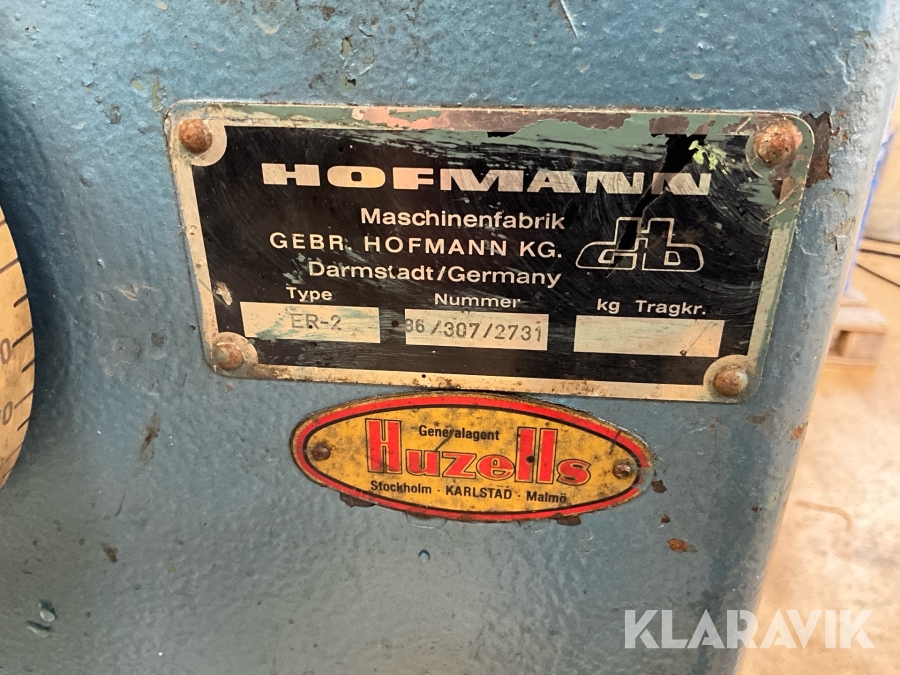 HOFMANN
Maschinenfabrik
GEBR. HOFMANN KG.
Darmstadt/Germany
Type Nummer kg Tragkr.
ER-2 86/307/2731
Generalagent
Huzells
Stockholm · KARLSTAD · Malmö
KLARAVIK